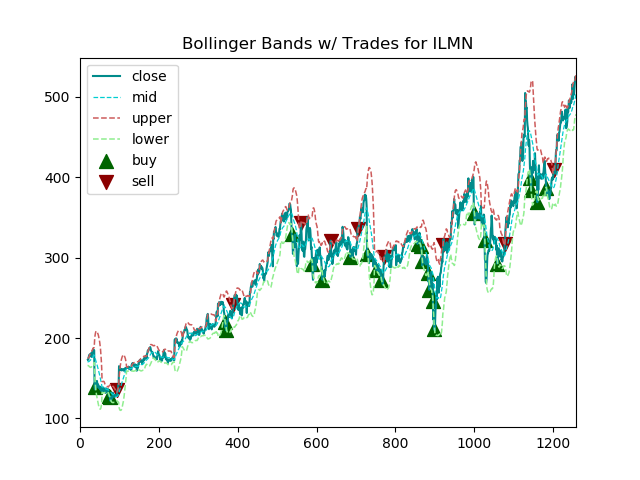 Bollinger Bands w/ Trades for ILMN
close
mid
upper
lower
buy
sell
500
400
300
200
100
0 200 400 600 800 1000 1200